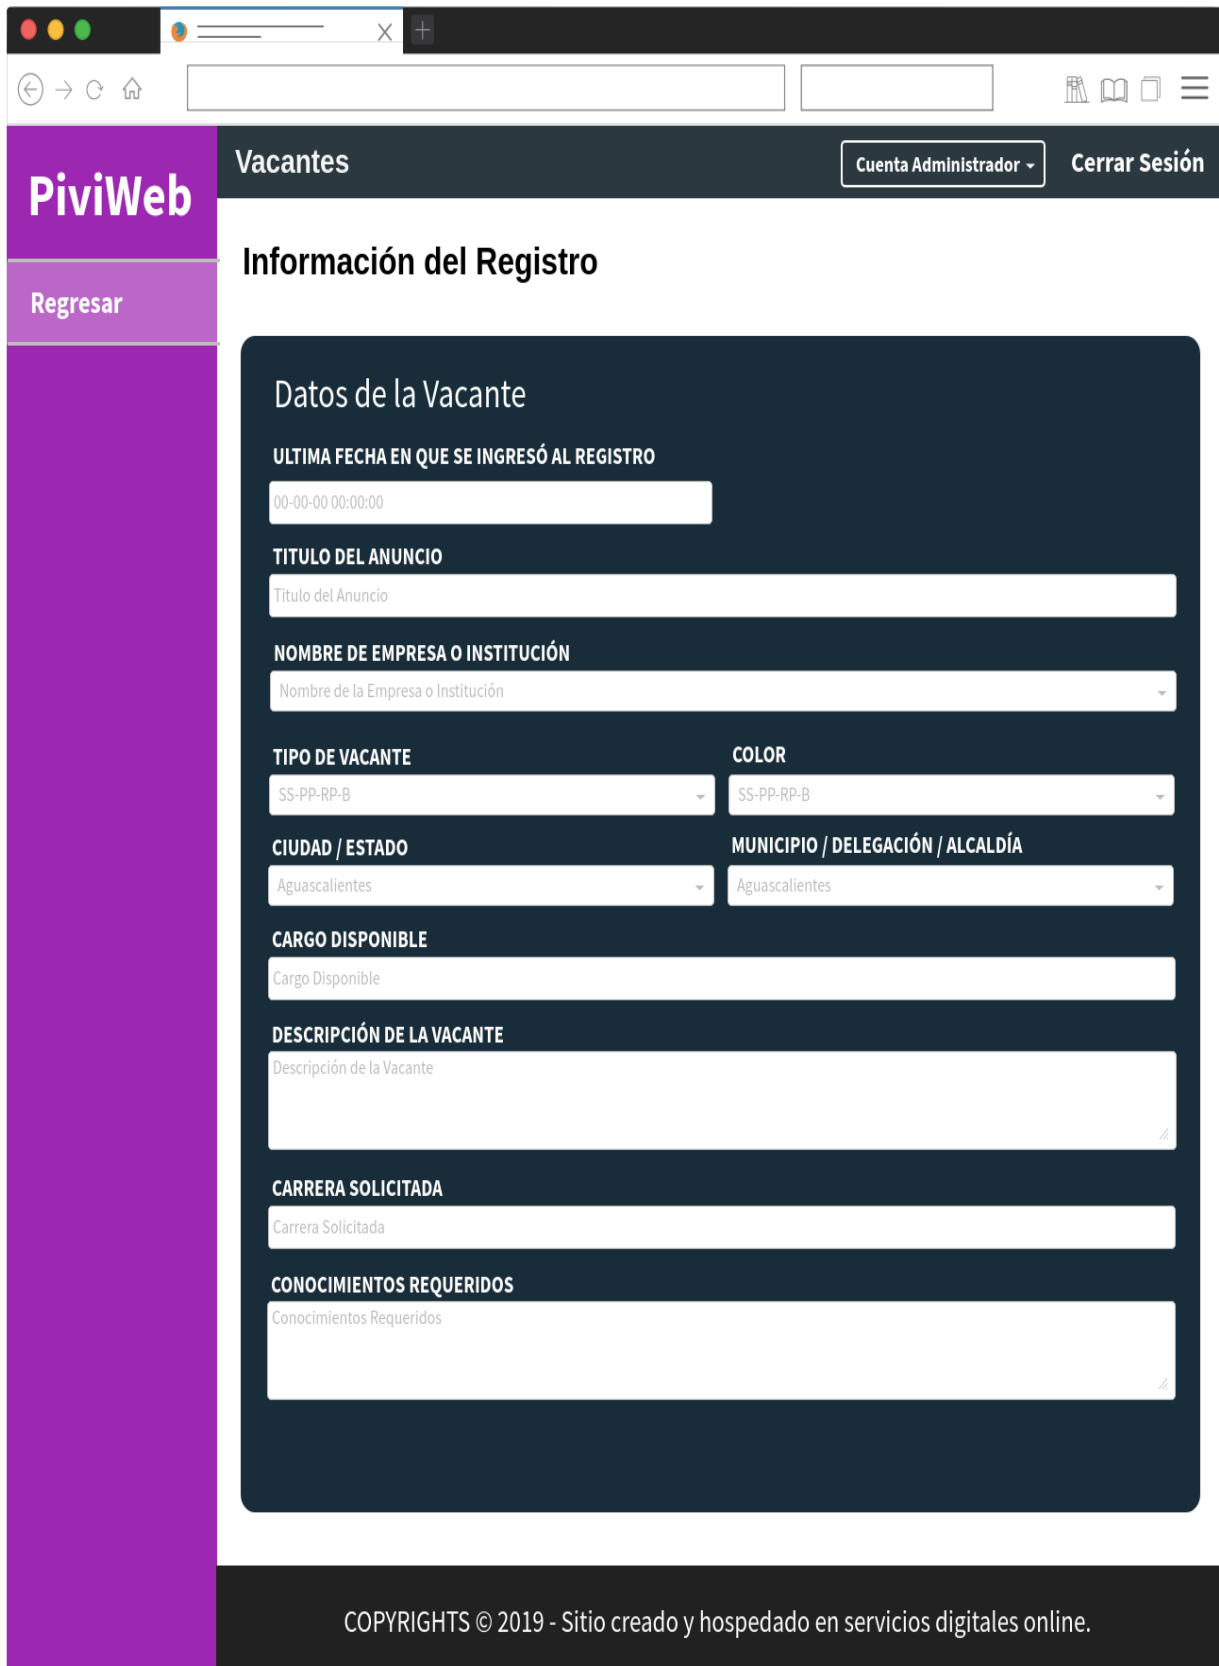 PiviWeb
Regresar
Vacantes
Cuenta Administrador
Cerrar Sesión
Información del Registro
Datos de la Vacante
ULTIMA FECHA EN QUE SE INGRESÓ AL REGISTRO
00-00-00 00:00:00
TITULO DEL ANUNCIO
Titulo del Anuncio
NOMBRE DE EMPRESA O INSTITUCIÓN
Nombre de la Empresa o Institución
TIPO DE VACANTE
COLOR
SS-PP-RP-B
SS-PP-RP-B
CIUDAD / ESTADO
MUNICIPIO / DELEGACIÓN / ALCALDÍA
Aguascalientes
Aguascalientes
CARGO DISPONIBLE
Cargo Disponible
DESCRIPCIÓN DE LA VACANTE
Descripción de la Vacante
CARRERA SOLICITADA
Carrera Solicitada
CONOCIMIENTOS REQUERIDOS
Conocimientos Requeridos
COPYRIGHTS © 2019 - Sitio creado y hospedado en servicios digitales online.